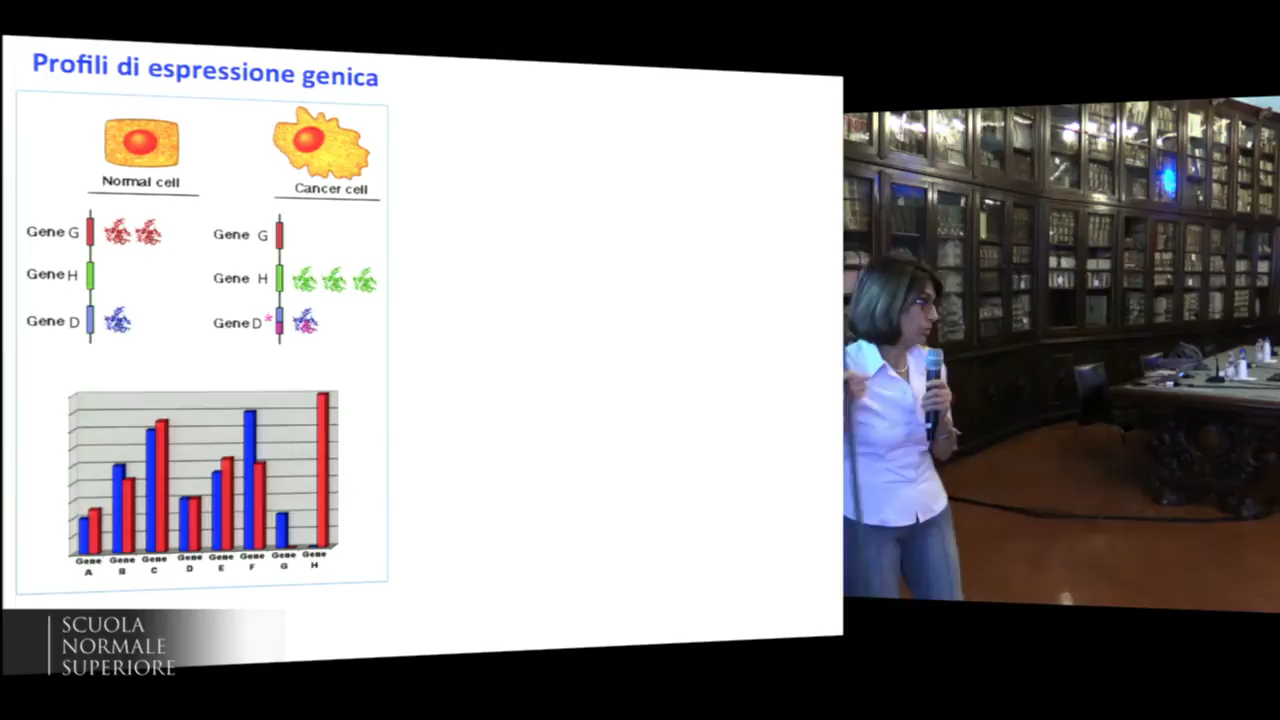 Profili di espressione genica
Normal cell
Cancer cell
Gene G
Gene G
Gene H
Gene H
Gene D
Gene D*
Gene A
Gene B
Gene C
Gene D
Gene E
Gene F
Gene G
Gene H
SCUOLA
NORMALE
SUPERIORE